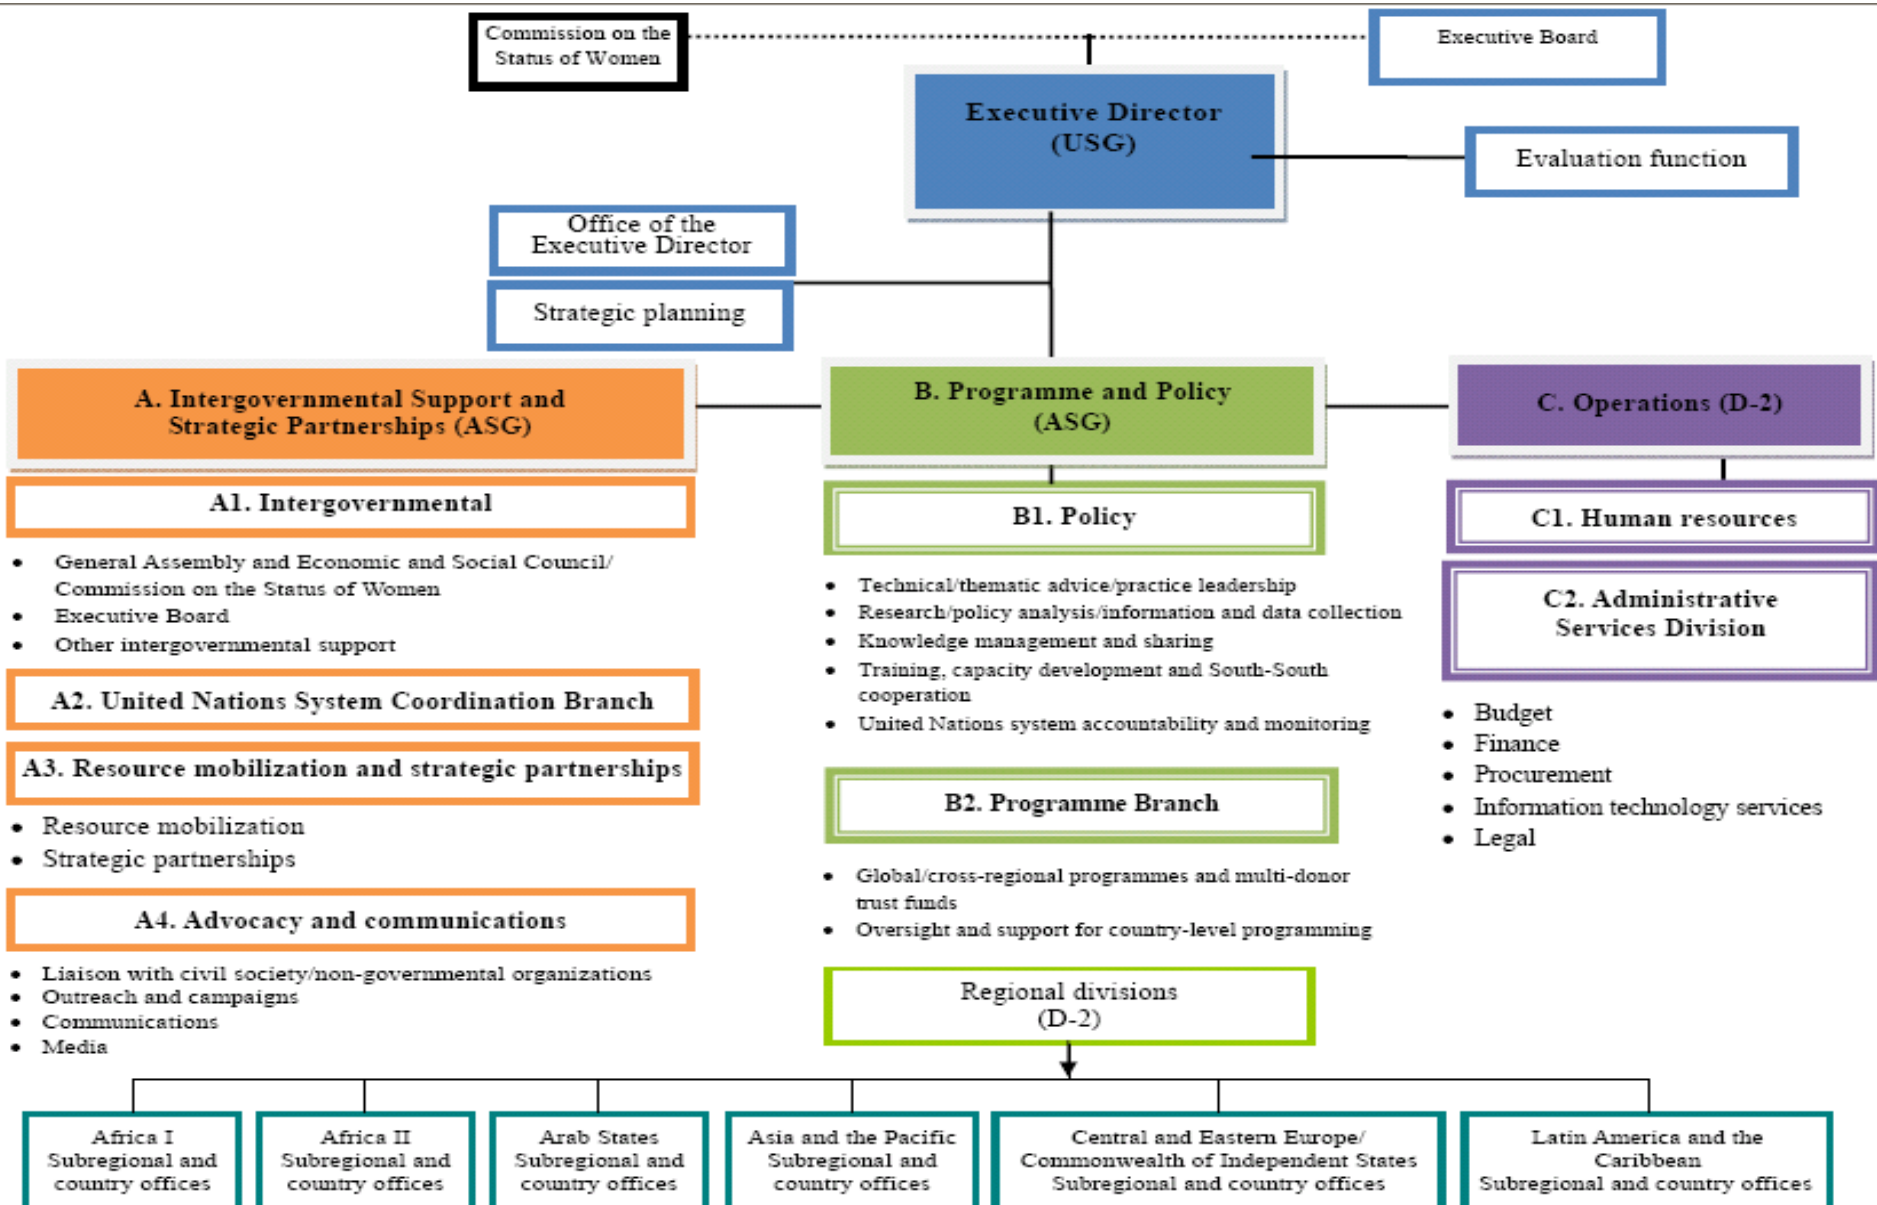 Commission on the
Status of Women
Executive Board
Executive Director
(USG)
Evaluation function
Office of the
Executive Director
Strategic planning
A. Intergovernmental Support and
Strategic Partnerships (ASG)
B. Programme and Policy
(ASG)
C. Operations (D-2)
A1. Intergovernmental
• General Assembly and Economic and Social Council/
Commission on the Status of Women
• Executive Board
• Other intergovernmental support
A2. United Nations System Coordination Branch
A3. Resource mobilization and strategic partnerships
• Resource mobilization
• Strategic partnerships
A4. Advocacy and communications
• Liaison with civil society/non-governmental organizations
• Outreach and campaigns
• Communications
• Media
B1. Policy
• Technical/thematic advice/practice leadership
• Research/policy analysis/information and data collection
• Knowledge management and sharing
• Training, capacity development and South-South
cooperation
• United Nations system accountability and monitoring
B2. Programme Branch
• Global/cross-regional programmes and multi-donor
trust funds
• Oversight and support for country-level programming
Regional divisions
(D-2)
C1. Human resources
C2. Administrative
Services Division
• Budget
• Finance
• Procurement
• Information technology services
• Legal
Africa I
Subregional and
country offices
Africa II
Subregional and
country offices
Arab States
Subregional and
country offices
Asia and the Pacific
Subregional and
country offices
Central and Eastern Europe/
Commonwealth of Independent States
Subregional and country offices
Latin America and the
Caribbean
Subregional and country offices